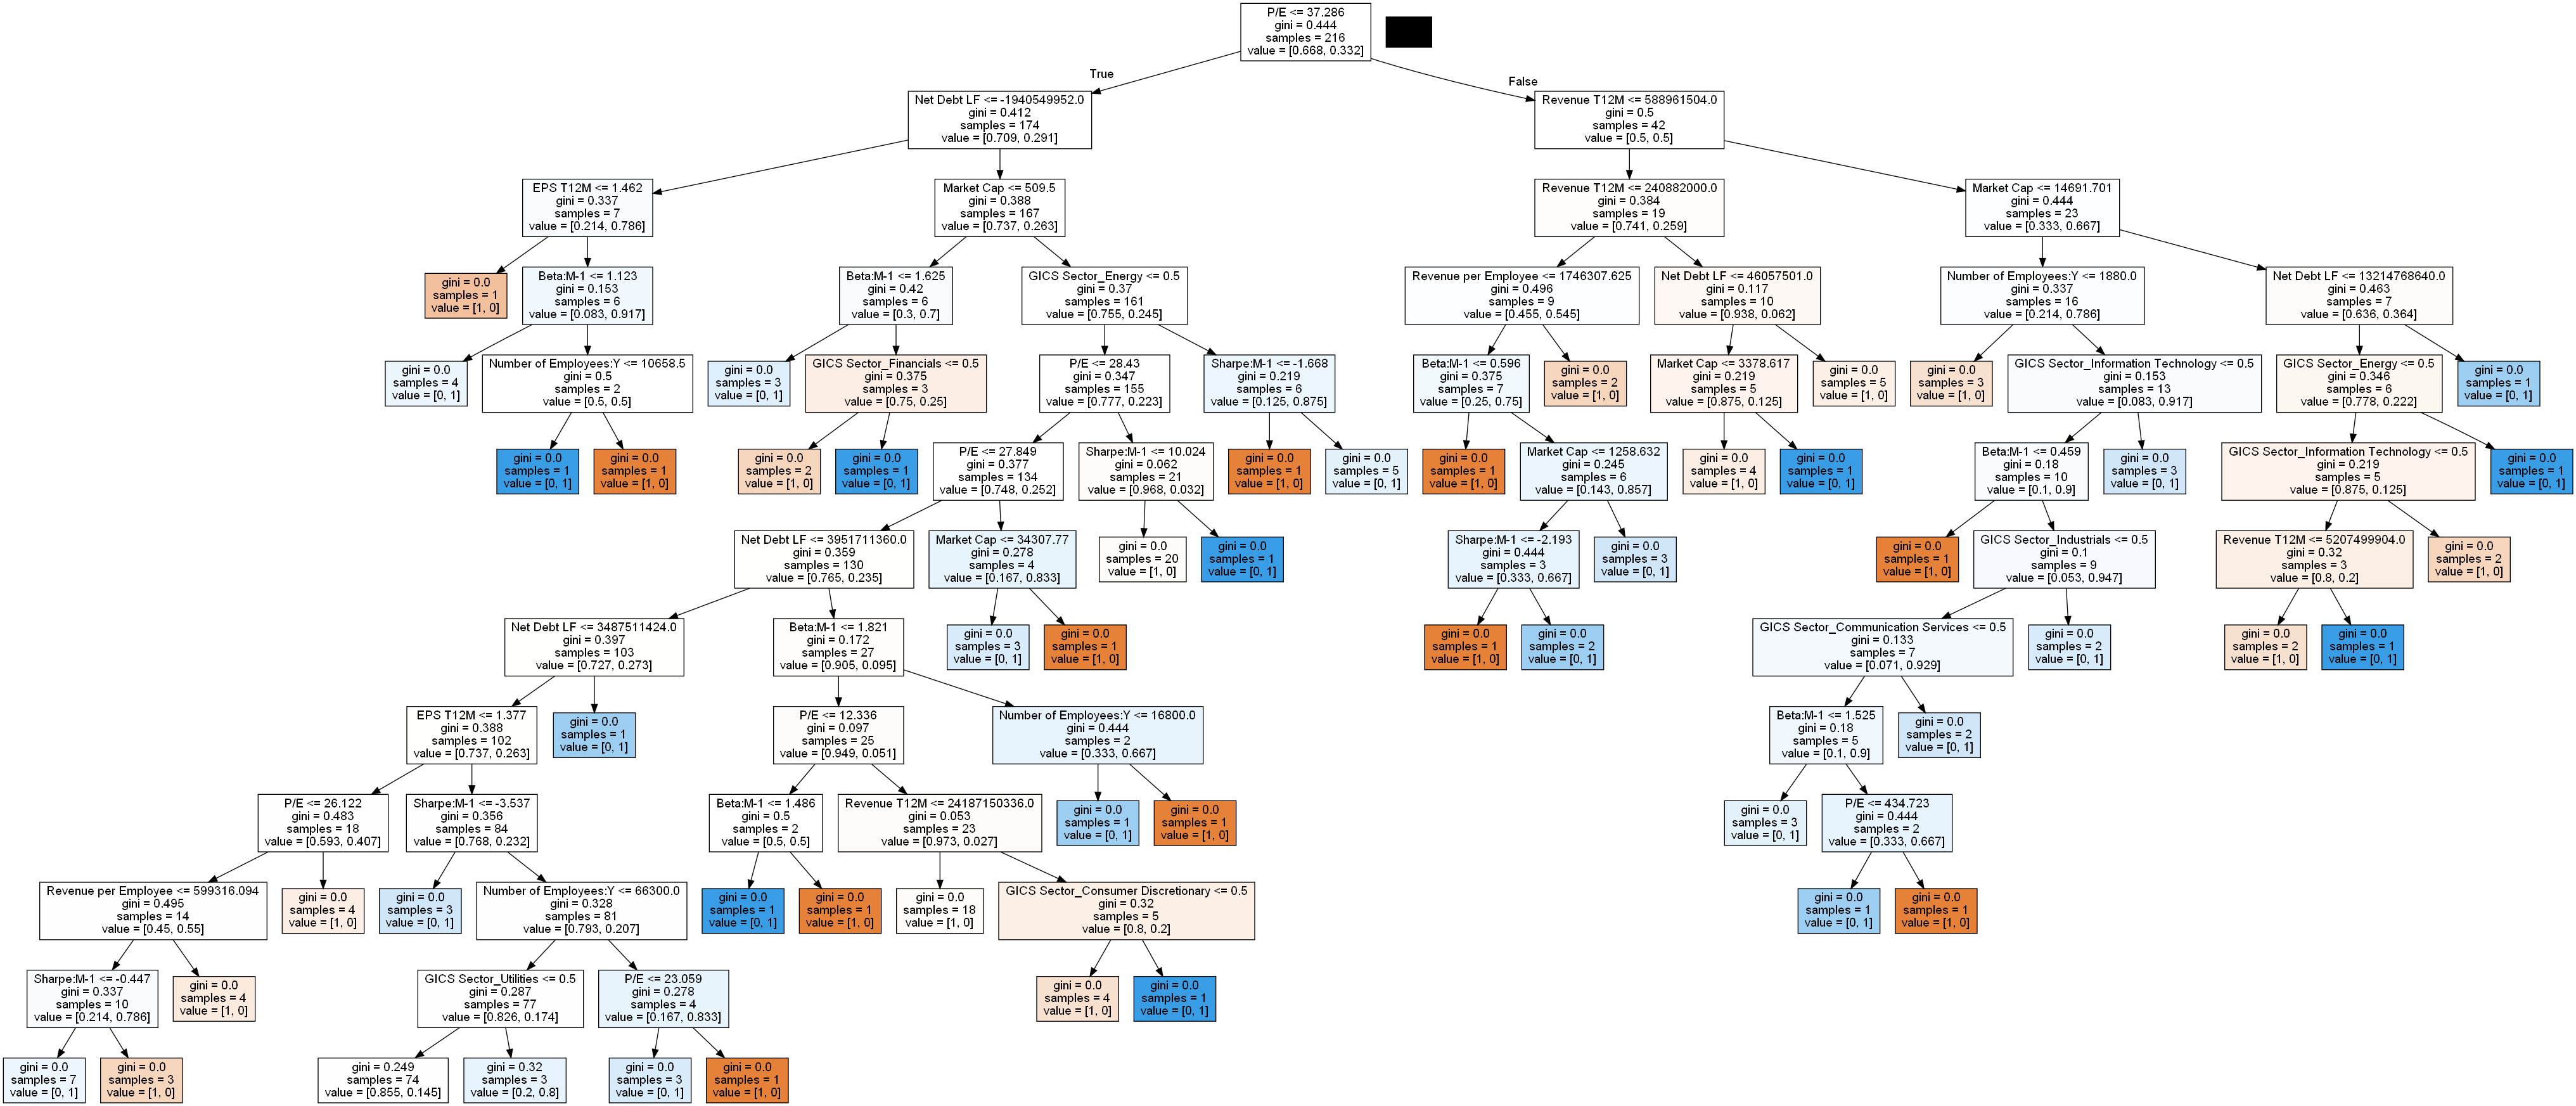 P/E <= 37.286
gini = 0.444
samples = 216
value = [0.668, 0.332]
True
False
Net Debt LF <= -1940549952.0
gini = 0.412
samples = 174
value = [0.709, 0.291]
Revenue T12M <= 588961504.0
gini = 0.5
samples = 42
value = [0.5, 0.5]
EPS T12M <= 1.462
gini = 0.337
samples = 7
value = [0.214, 0.786]
Market Cap <= 509.5
gini = 0.388
samples = 167
value = [0.737, 0.263]
Revenue T12M <= 240882000.0
gini = 0.384
samples = 19
value = [0.741, 0.259]
Market Cap <= 14691.701
gini = 0.444
samples = 23
value = [0.333, 0.667]
gini = 0.0
samples = 1
value = [1, 0]
Beta:M-1 <= 1.123
gini = 0.153
samples = 6
value = [0.083, 0.917]
Beta:M-1 <= 1.625
gini = 0.42
samples = 6
value = [0.3, 0.7]
GICS Sector_Energy <= 0.5
gini = 0.37
samples = 161
value = [0.755, 0.245]
Revenue per Employee <= 1746307.625
gini = 0.496
samples = 9
value = [0.455, 0.545]
Net Debt LF <= 46057501.0
gini = 0.117
samples = 10
value = [0.938, 0.062]
Number of Employees:Y <= 1880.0
gini = 0.337
samples = 16
value = [0.214, 0.786]
Net Debt LF <= 13214768640.0
gini = 0.463
samples = 7
value = [0.636, 0.364]
gini = 0.0
samples = 4
value = [0, 1]
Number of Employees:Y <= 10658.5
gini = 0.5
samples = 2
value = [0.5, 0.5]
gini = 0.0
samples = 3
value = [0, 1]
GICS Sector_Financials <= 0.5
gini = 0.375
samples = 3
value = [0.75, 0.25]
P/E <= 28.43
gini = 0.347
samples = 155
value = [0.777, 0.223]
Sharpe:M-1 <= -1.668
gini = 0.219
samples = 6
value = [0.125, 0.875]
Beta:M-1 <= 0.596
gini = 0.375
samples = 7
value = [0.25, 0.75]
gini = 0.0
samples = 2
value = [1, 0]
Market Cap <= 3378.617
gini = 0.219
samples = 5
value = [0.875, 0.125]
gini = 0.0
samples = 5
value = [1, 0]
gini = 0.0
samples = 3
value = [1, 0]
GICS Sector_Information Technology <= 0.5
gini = 0.153
samples = 13
value = [0.083, 0.917]
GICS Sector_Energy <= 0.5
gini = 0.346
samples = 6
value = [0.778, 0.222]
gini = 0.0
samples = 1
value = [0, 1]
gini = 0.0
samples = 1
value = [0, 1]
gini = 0.0
samples = 1
value = [1, 0]
gini = 0.0
samples = 2
value = [1, 0]
gini = 0.0
samples = 1
value = [0, 1]
P/E <= 27.849
gini = 0.377
samples = 134
value = [0.748, 0.252]
Sharpe:M-1 <= 10.024
gini = 0.062
samples = 21
value = [0.968, 0.032]
gini = 0.0
samples = 1
value = [1, 0]
gini = 0.0
samples = 5
value = [0, 1]
gini = 0.0
samples = 1
value = [1, 0]
Market Cap <= 1258.632
gini = 0.245
samples = 6
value = [0.143, 0.857]
gini = 0.0
samples = 4
value = [1, 0]
gini = 0.0
samples = 1
value = [0, 1]
Beta:M-1 <= 0.459
gini = 0.18
samples = 10
value = [0.1, 0.9]
gini = 0.0
samples = 3
value = [0, 1]
GICS Sector_Information Technology <= 0.5
gini = 0.219
samples = 5
value = [0.875, 0.125]
gini = 0.0
samples = 1
value = [0, 1]
Net Debt LF <= 3951711360.0
gini = 0.359
samples = 130
value = [0.765, 0.235]
Market Cap <= 34307.77
gini = 0.278
samples = 4
value = [0.167, 0.833]
gini = 0.0
samples = 20
value = [1, 0]
gini = 0.0
samples = 1
value = [0, 1]
Sharpe:M-1 <= -2.193
gini = 0.444
samples = 3
value = [0.333, 0.667]
gini = 0.0
samples = 3
value = [0, 1]
gini = 0.0
samples = 1
value = [1, 0]
GICS Sector_Industrials <= 0.5
gini = 0.1
samples = 9
value = [0.053, 0.947]
Revenue T12M <= 5207499904.0
gini = 0.32
samples = 3
value = [0.8, 0.2]
gini = 0.0
samples = 2
value = [1, 0]
Net Debt LF <= 3487511424.0
gini = 0.397
samples = 103
value = [0.727, 0.273]
Beta:M-1 <= 1.821
gini = 0.172
samples = 27
value = [0.905, 0.095]
gini = 0.0
samples = 3
value = [0, 1]
gini = 0.0
samples = 1
value = [1, 0]
gini = 0.0
samples = 1
value = [1, 0]
gini = 0.0
samples = 2
value = [0, 1]
GICS Sector_Communication Services <= 0.5
gini = 0.133
samples = 7
value = [0.071, 0.929]
gini = 0.0
samples = 2
value = [0, 1]
gini = 0.0
samples = 2
value = [1, 0]
gini = 0.0
samples = 1
value = [0, 1]
EPS T12M <= 1.377
gini = 0.388
samples = 102
value = [0.737, 0.263]
gini = 0.0
samples = 1
value = [0, 1]
P/E <= 12.336
gini = 0.097
samples = 25
value = [0.949, 0.051]
Number of Employees:Y <= 16800.0
gini = 0.444
samples = 2
value = [0.333, 0.667]
Beta:M-1 <= 1.525
gini = 0.18
samples = 5
value = [0.1, 0.9]
gini = 0.0
samples = 2
value = [0, 1]
P/E <= 26.122
gini = 0.483
samples = 18
value = [0.593, 0.407]
Sharpe:M-1 <= -3.537
gini = 0.356
samples = 84
value = [0.768, 0.232]
Beta:M-1 <= 1.486
gini = 0.5
samples = 2
value = [0.5, 0.5]
Revenue T12M <= 24187150336.0
gini = 0.053
samples = 23
value = [0.973, 0.027]
gini = 0.0
samples = 1
value = [0, 1]
gini = 0.0
samples = 1
value = [1, 0]
gini = 0.0
samples = 3
value = [0, 1]
P/E <= 434.723
gini = 0.444
samples = 2
value = [0.333, 0.667]
Revenue per Employee <= 599316.094
gini = 0.495
samples = 14
value = [0.45, 0.55]
gini = 0.0
samples = 4
value = [1, 0]
gini = 0.0
samples = 3
value = [0, 1]
Number of Employees:Y <= 66300.0
gini = 0.328
samples = 81
value = [0.793, 0.207]
gini = 0.0
samples = 1
value = [0, 1]
gini = 0.0
samples = 1
value = [1, 0]
gini = 0.0
samples = 18
value = [1, 0]
GICS Sector_Consumer Discretionary <= 0.5
gini = 0.32
samples = 5
value = [0.8, 0.2]
gini = 0.0
samples = 1
value = [0, 1]
gini = 0.0
samples = 1
value = [1, 0]
Sharpe:M-1 <= -0.447
gini = 0.337
samples = 10
value = [0.214, 0.786]
gini = 0.0
samples = 4
value = [1, 0]
GICS Sector_Utilities <= 0.5
gini = 0.287
samples = 77
value = [0.826, 0.174]
P/E <= 23.059
gini = 0.278
samples = 4
value = [0.167, 0.833]
gini = 0.0
samples = 4
value = [1, 0]
gini = 0.0
samples = 1
value = [0, 1]
gini = 0.0
samples = 7
value = [0, 1]
gini = 0.0
samples = 3
value = [1, 0]
gini = 0.249
samples = 74
value = [0.855, 0.145]
gini = 0.32
samples = 3
value = [0.2, 0.8]
gini = 0.0
samples = 3
value = [0, 1]
gini = 0.0
samples = 1
value = [1, 0]